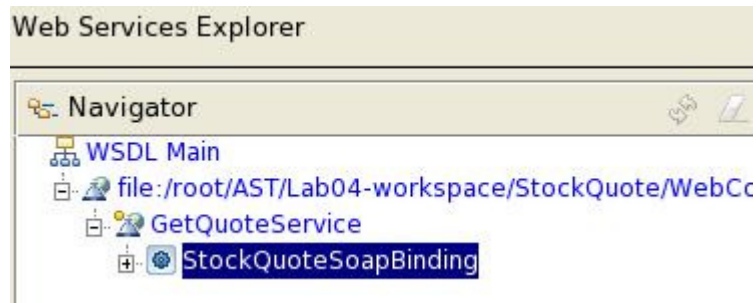 Web Services Explorer
Navigator
WSDL Main
file:/root/AST/Lab04-workspace/StockQuote/WebCo
GetQuoteService
StockQuoteSoapBinding